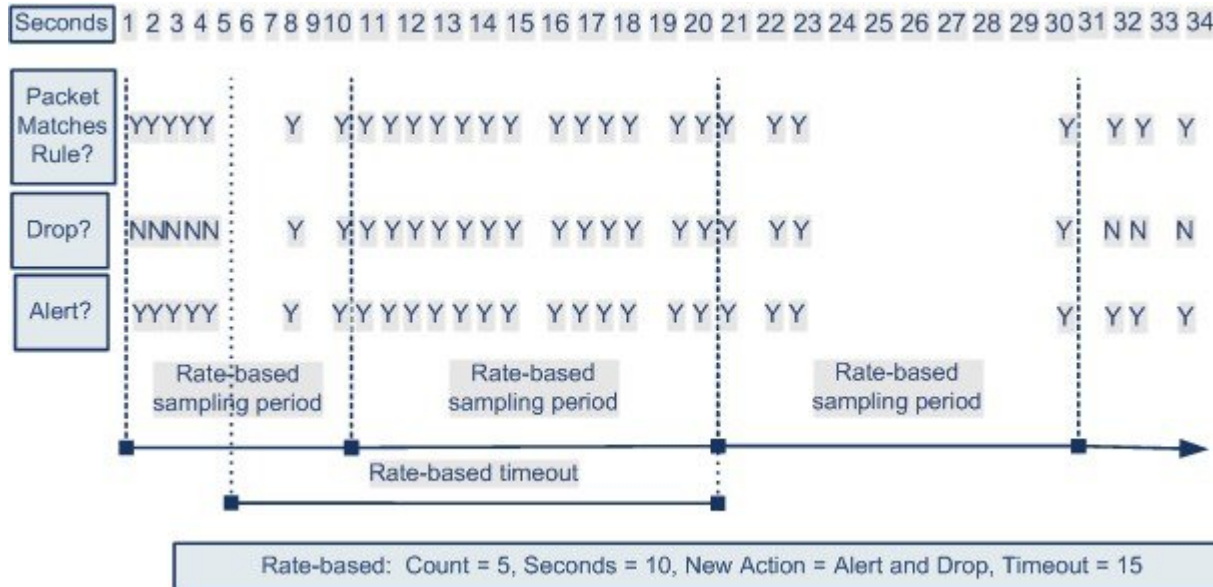 Seconds 1 2 3 4 5 6 7 8 9 10 11 12 13 14 15 16 17 18 19 20 21 22 23 24 25 26 27 28 29 30 31 32 33 34
Packet
Matches
Rule?
YYYYY Y Y Y Y Y Y Y Y Y Y Y Y Y Y Y Y Y Y Y Y Y Y
Drop?
NNNNN Y Y Y Y Y Y Y Y Y Y Y Y Y Y Y Y Y Y Y N N N
Alert?
YYYYY Y Y Y Y Y Y Y Y Y Y Y Y Y Y Y Y Y Y Y Y Y Y
Rate-based
sampling period
Rate-based
sampling period
Rate-based
sampling period
Rate-based timeout
Rate-based: Count = 5, Seconds = 10, New Action = Alert and Drop, Timeout = 15